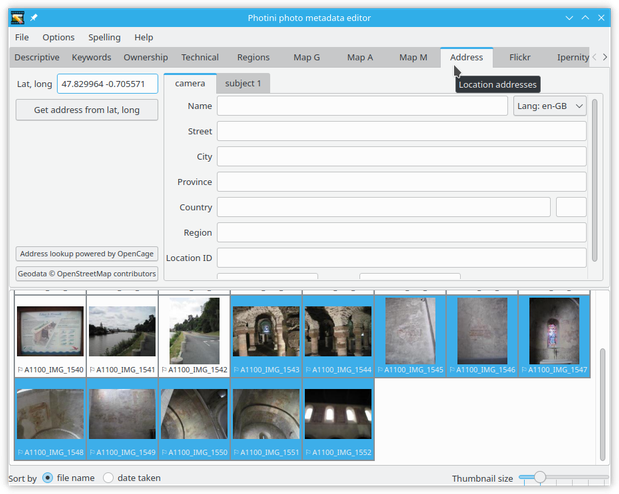 Photini photo metadata editor
File Options Spelling Help
Descriptive Keywords Ownership Technical Regions Map G Map A Map M Address Flickr Ipernity
Location addresses
Lat, long 47.829964 -0.705571
Get address from lat, long
camera subject 1
Name Lang: en-GB
Street
City
Province
Country
Region
Location ID
Address lookup powered by OpenCage
Geodata © OpenStreetMap contributors
A1100_IMG_1540 A1100_IMG_1541 A1100_IMG_1542 A1100_IMG_1543 A1100_IMG_1544 A1100_IMG_1545 A1100_IMG_1546 A1100_IMG_1547
A1100_IMG_1548 A1100_IMG_1549 A1100_IMG_1550 A1100_IMG_1551 A1100_IMG_1552
Sort by file name date taken Thumbnail size